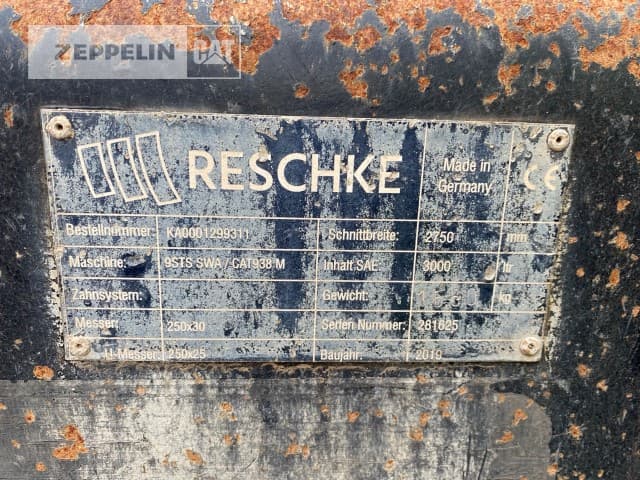 ZEPPELIN CAT
RESCHKE
Made in
Germany
CE
Bestellnummer: KA0001299311 Schnittbreite: 2750 mm
Maschine: 9STS SWA / CAT938 M Inhalt SAE: 3000 ltr
Zahnsystem: Gewicht: kg
Messer: 250x30 Serien Nummer: 281625
U-Messer: 250x25 Baujahr: 2019